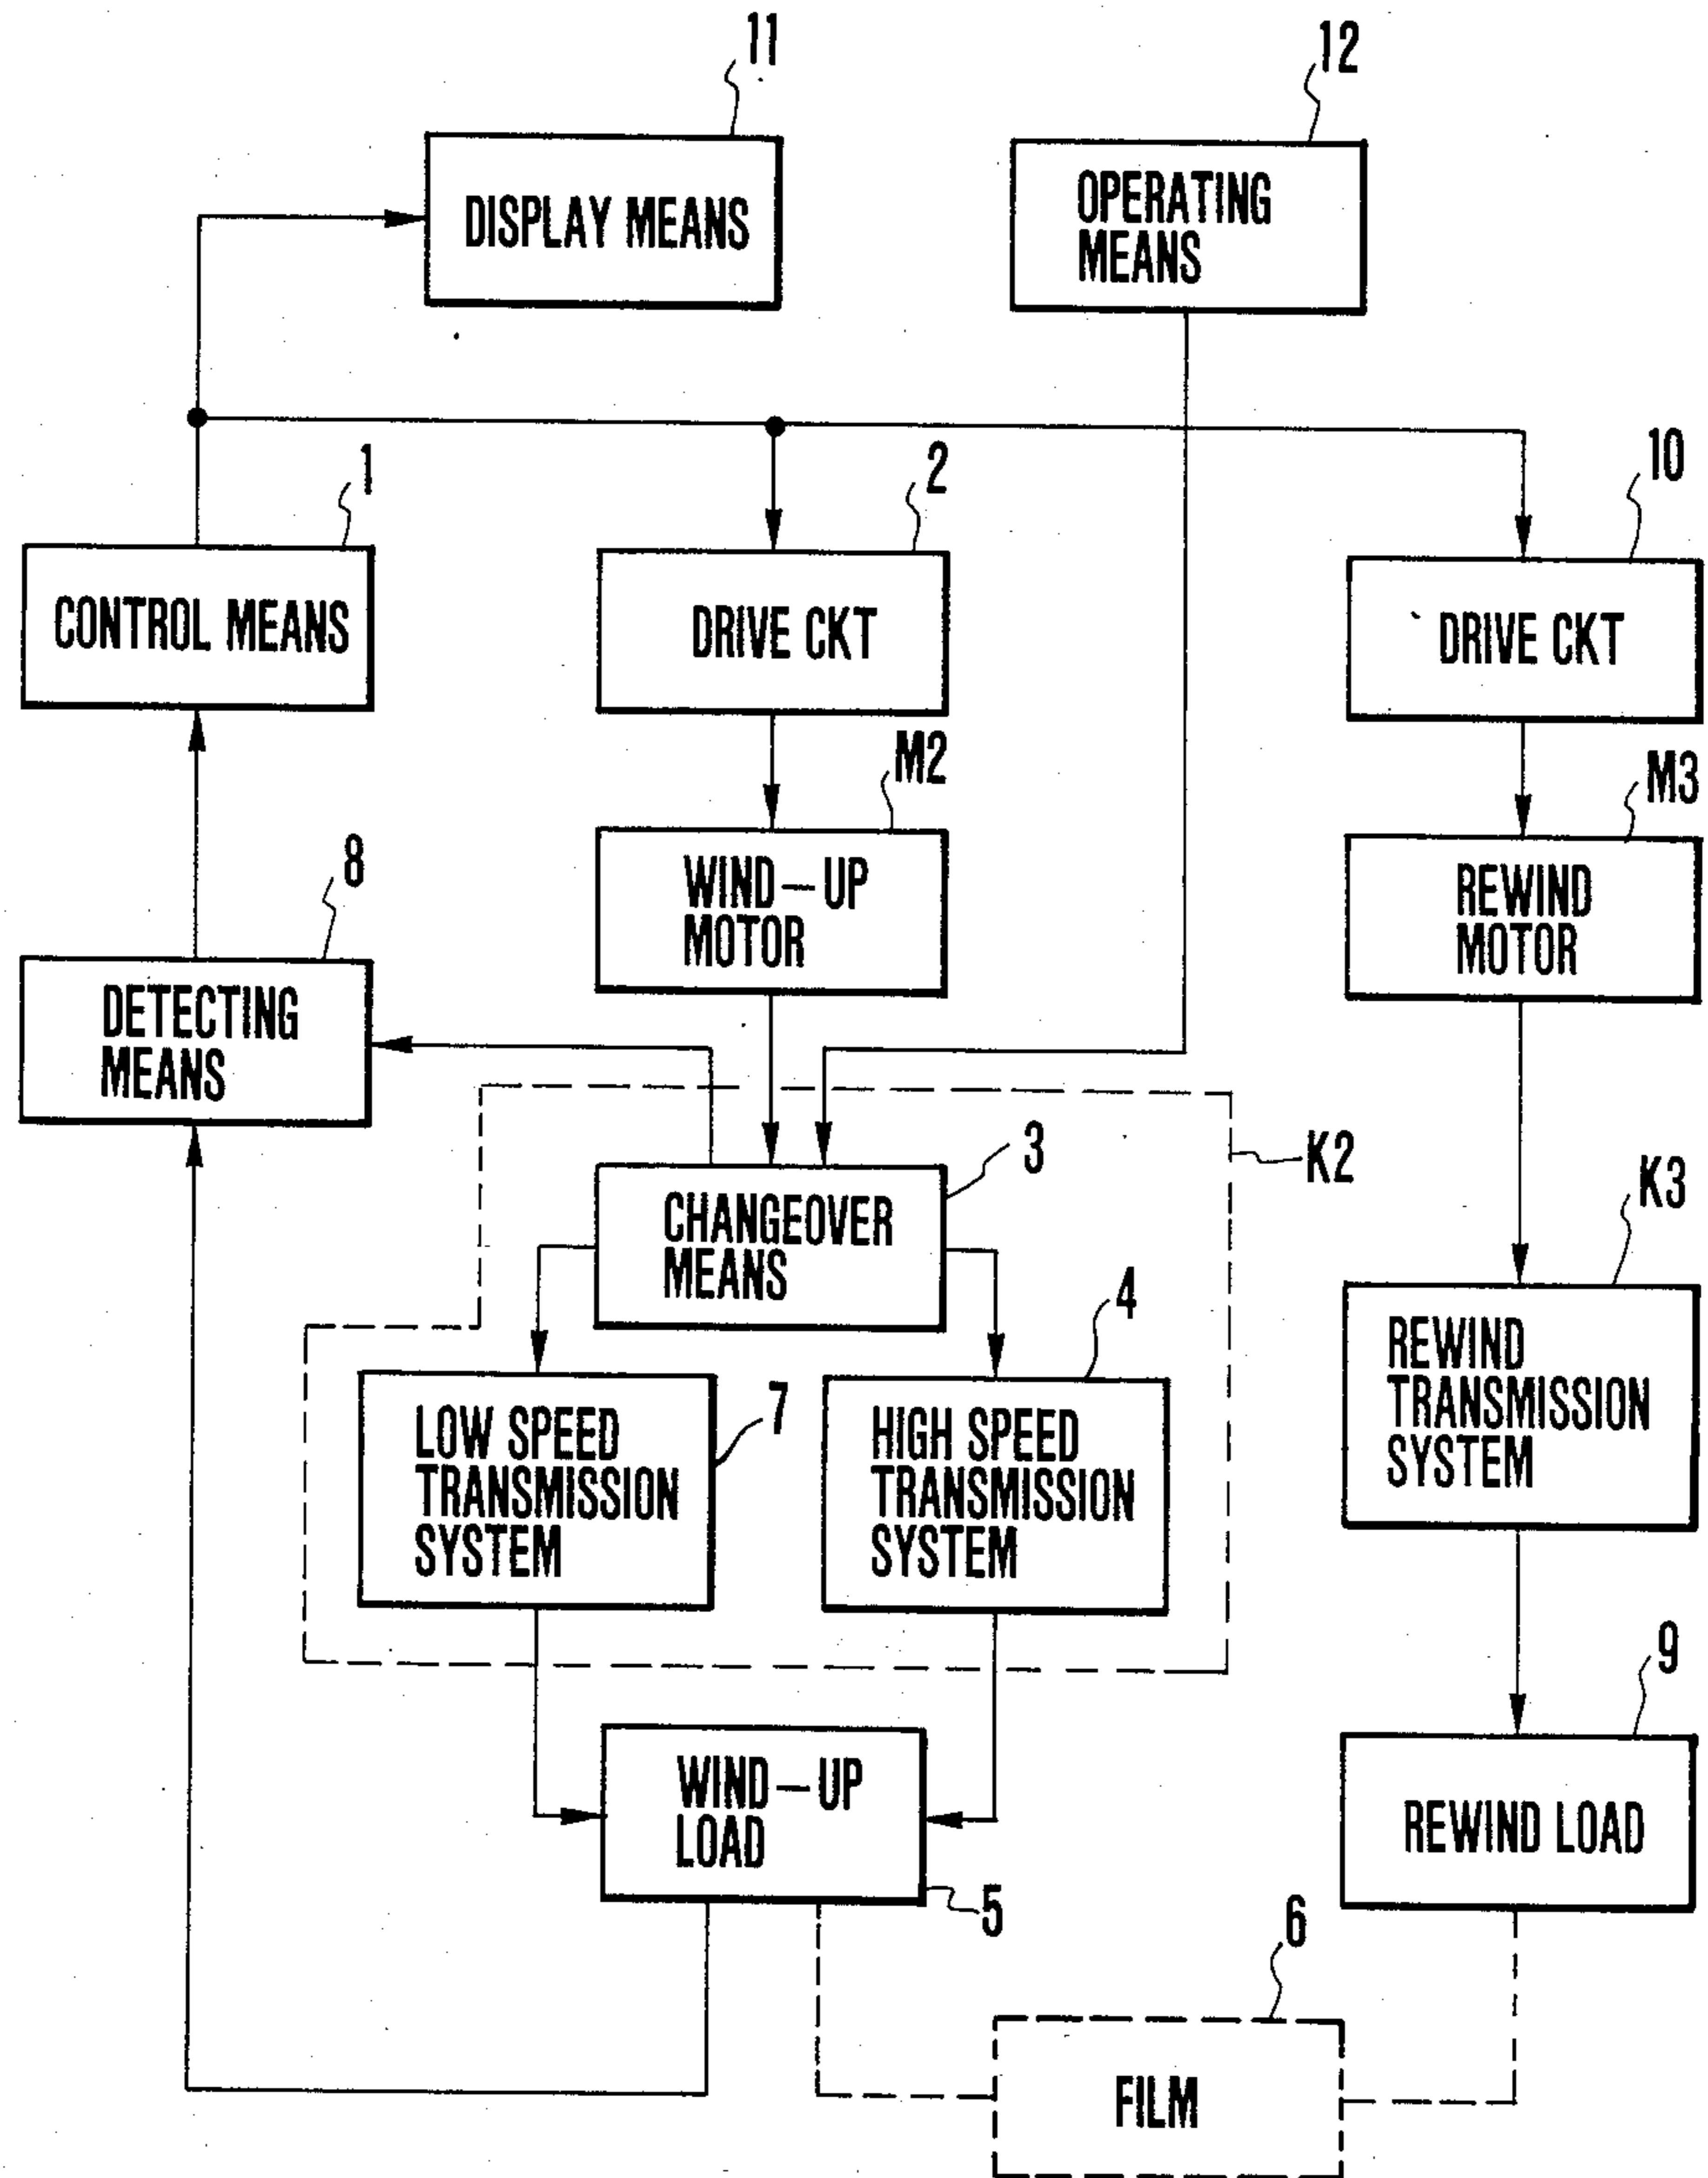 11
12
DISPLAY MEANS
OPERATING
MEANS
1
2
10
CONTROL MEANS
DRIVE CKT
DRIVE CKT
M2
M3
8
WIND-UP
MOTOR
REWIND
MOTOR
DETECTING
MEANS
3
K2
K3
CHANGEOVER
MEANS
4
7
LOW SPEED
TRANSMISSION
SYSTEM
HIGH SPEED
TRANSMISSION
SYSTEM
REWIND
TRANSMISSION
SYSTEM
9
WIND-UP
LOAD
REWIND LOAD
5
6
FILM